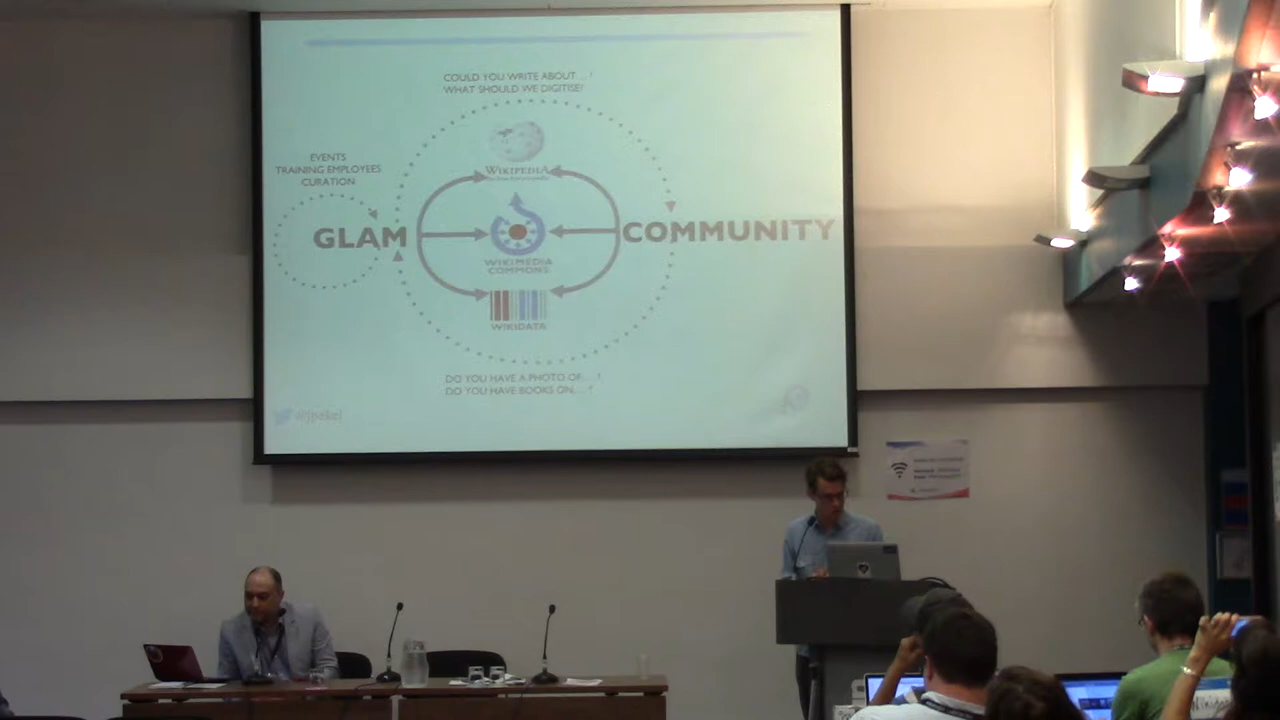 COULD YOU WRITE ABOUT...?
WHAT SHOULD WE DIGITISE?
EVENTS
TRAINING EMPLOYEES
CURATION
WIKIPEDIA
GLAM
COMMUNITY
WIKIMEDIA
COMMONS
WIKIDATA
DO YOU HAVE A PHOTO OF...?
DO YOU HAVE BOOKS ON...?
@jpekel